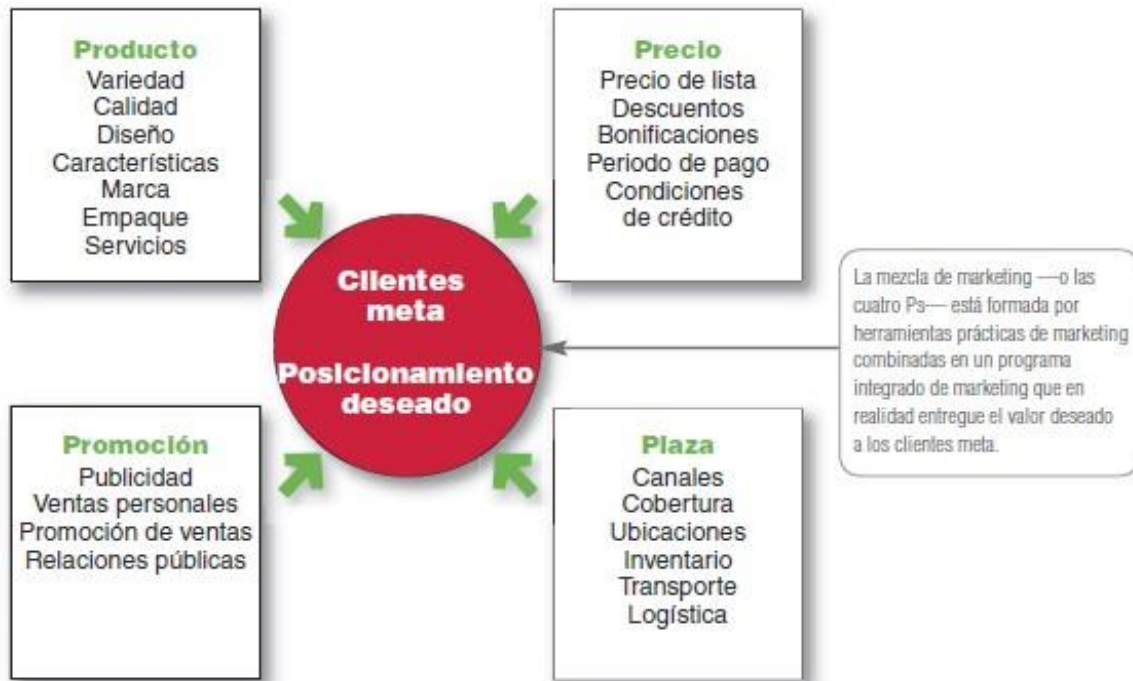 Producto
Variedad
Calidad
Diseño
Características
Marca
Empaque
Servicios
Precio
Precio de lista
Descuentos
Bonificaciones
Periodo de pago
Condiciones
de crédito
Clientes
meta
Posicionamiento
deseado
La mezcla de marketing —o las
cuatro Ps— está formada por
herramientas prácticas de marketing
combinadas en un programa
integrado de marketing que en
realidad entregue el valor deseado
a los clientes meta.
Promoción
Publicidad
Ventas personales
Promoción de ventas
Relaciones públicas
Plaza
Canales
Cobertura
Ubicaciones
Inventario
Transporte
Logística